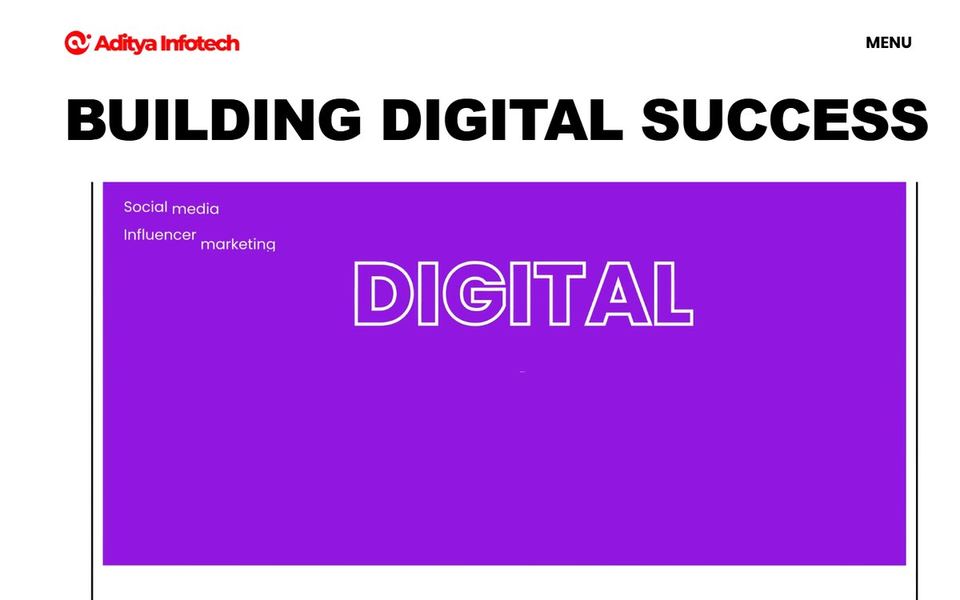 Aditya Infotech
MENU
BUILDING DIGITAL SUCCESS
Social media
Influencer marketing
DIGITAL